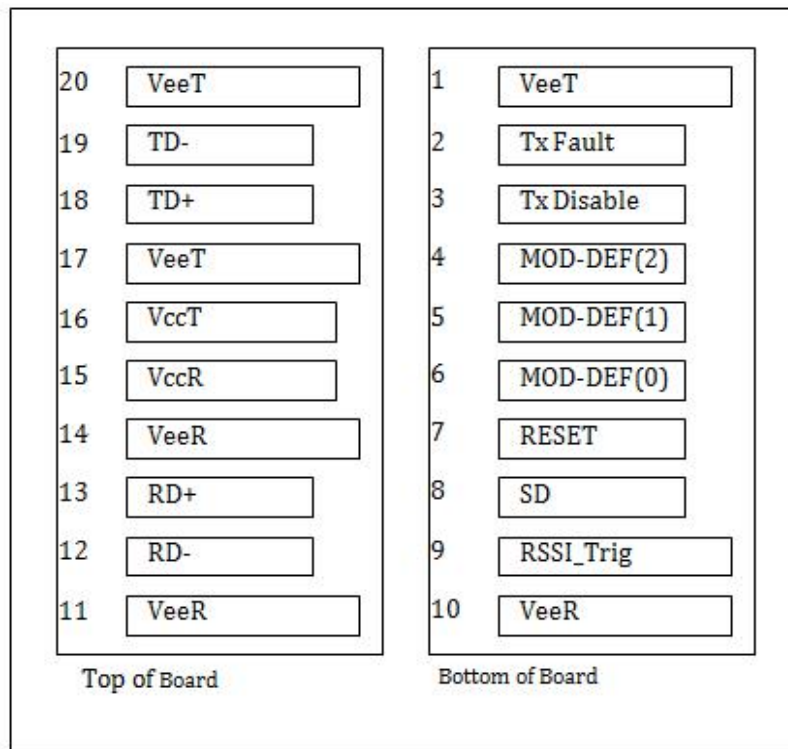 20 VeeT
19 TD-
18 TD+
17 VeeT
16 VccT
15 VccR
14 VeeR
13 RD+
12 RD-
11 VeeR
Top of Board
1 VeeT
2 Tx Fault
3 Tx Disable
4 MOD-DEF(2)
5 MOD-DEF(1)
6 MOD-DEF(0)
7 RESET
8 SD
9 RSSI_Trig
10 VeeR
Bottom of Board